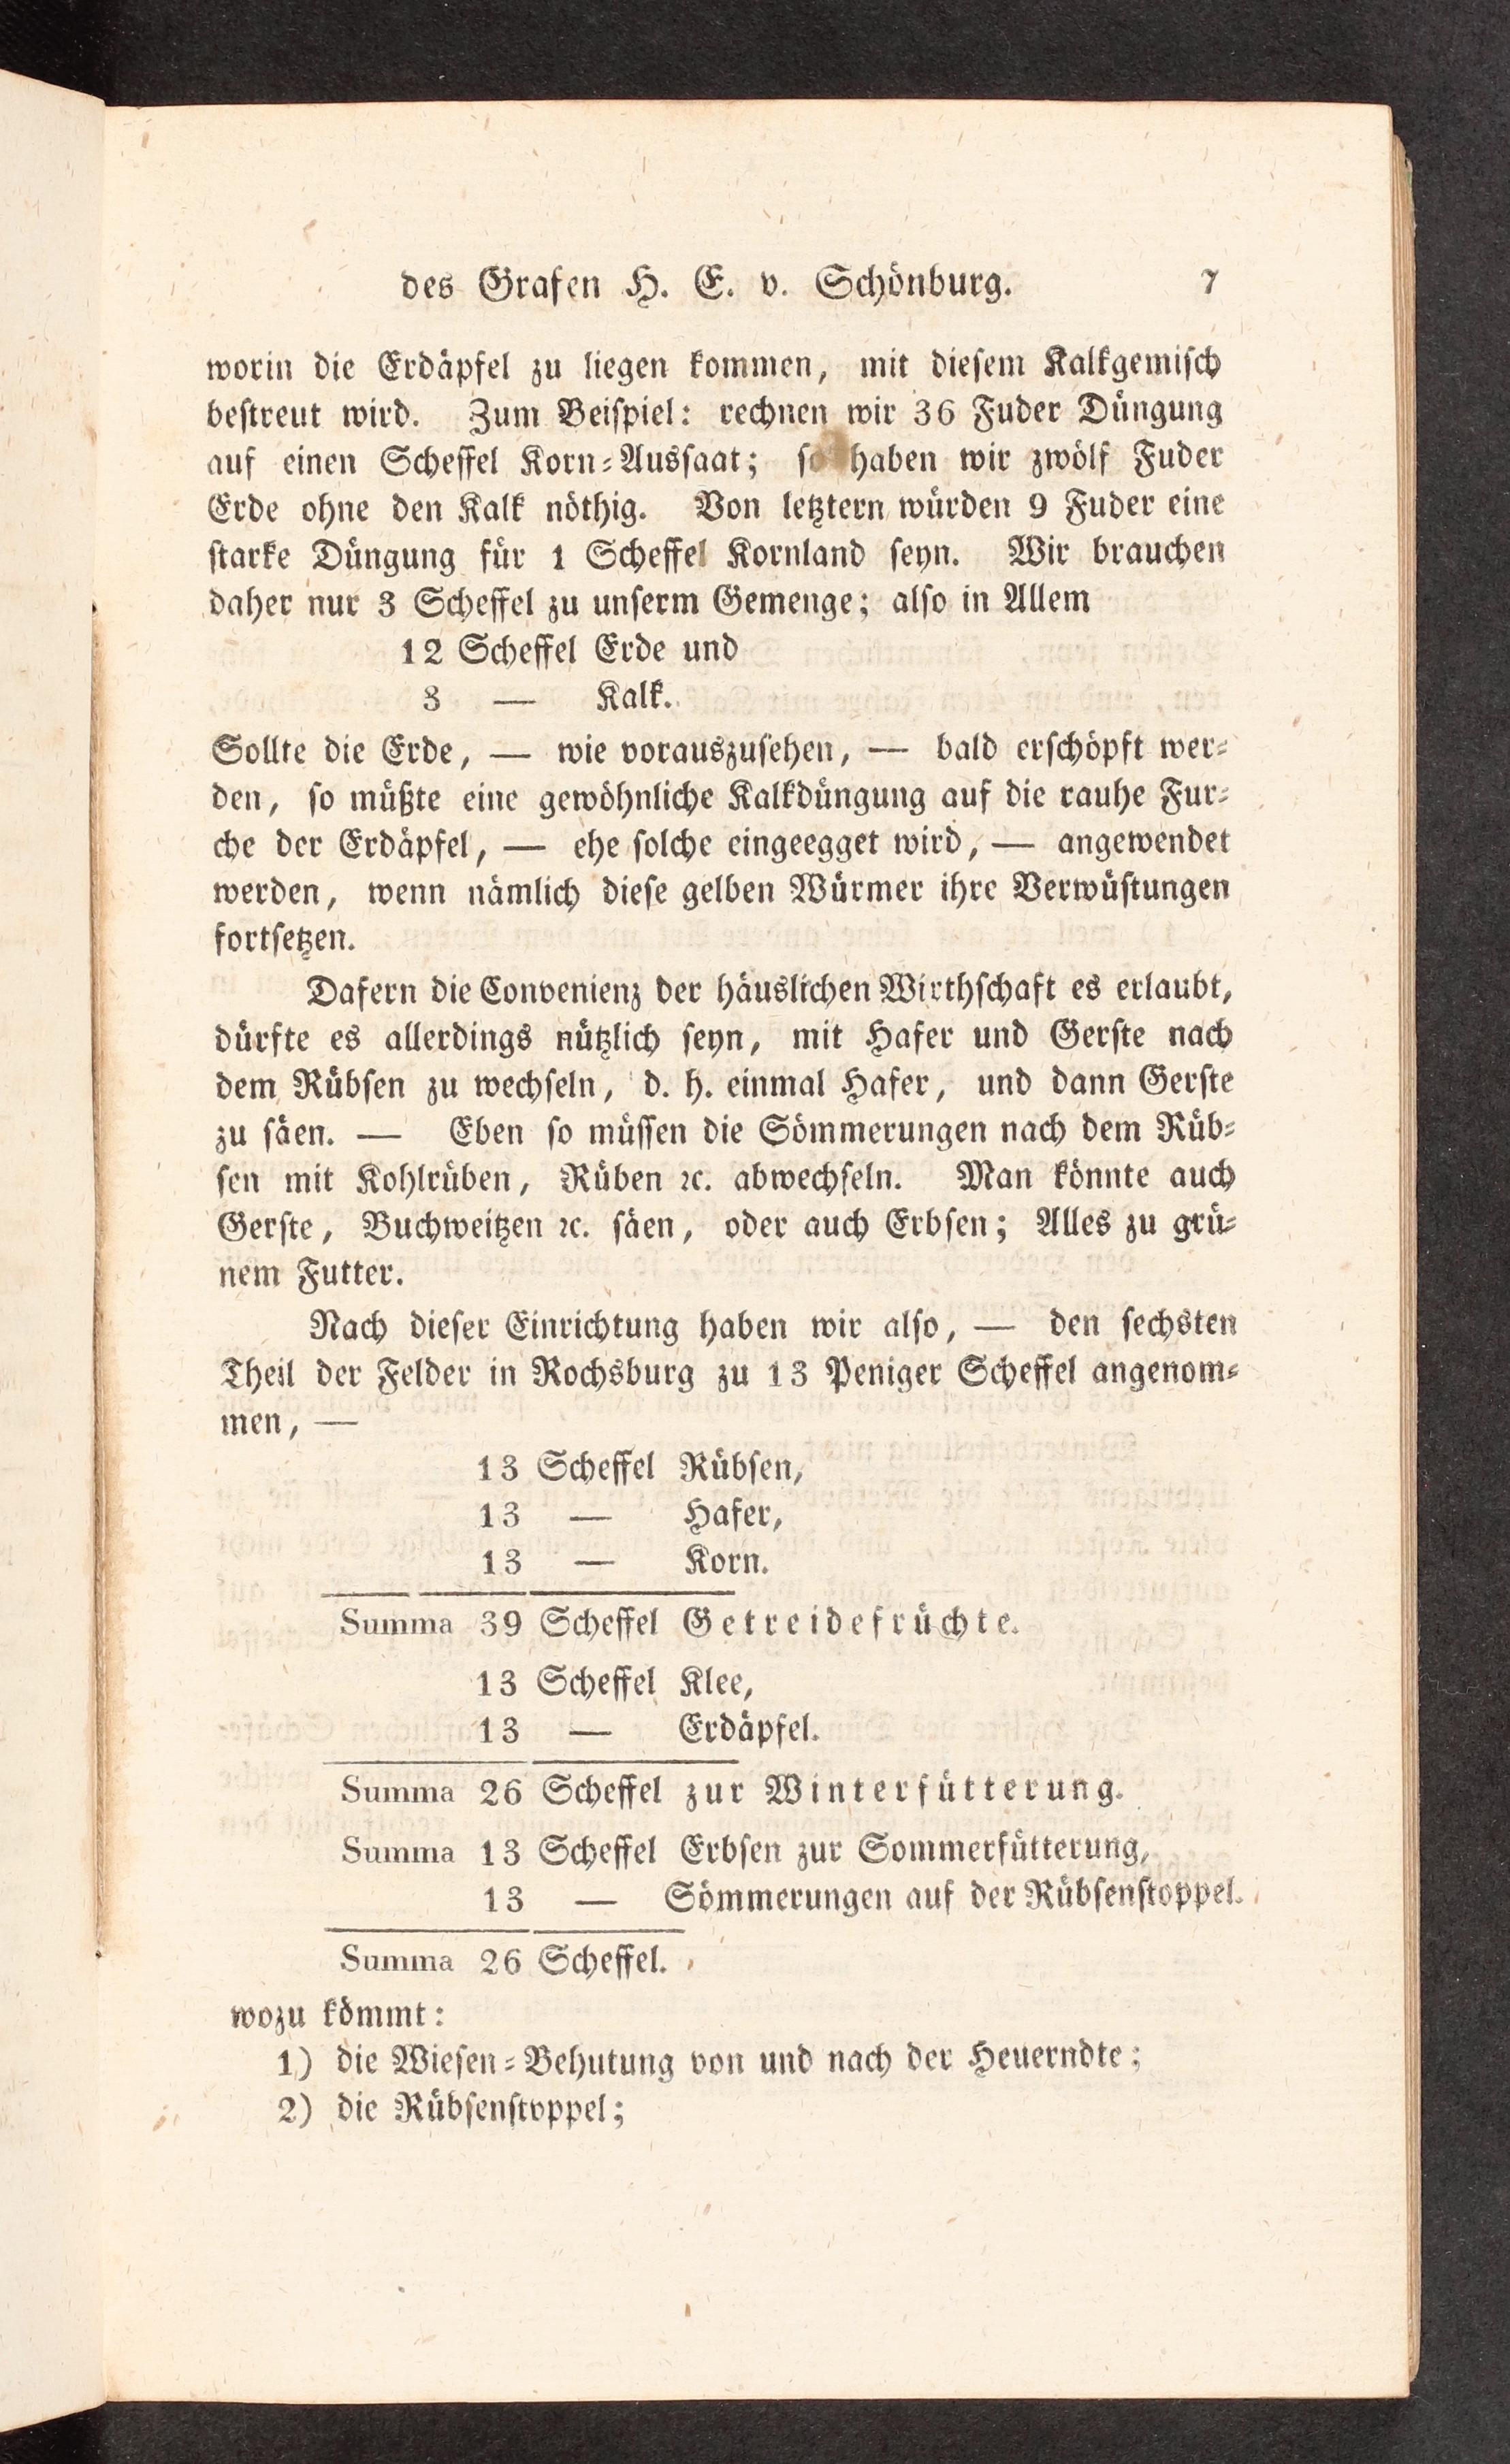 des Grafen H. E. v. Schönburg. 7
worin die Erdäpfel zu liegen kommen, mit diesem Kalkgemisch
bestreut wird. Zum Beispiel: rechnen wir 36 Fuder Düngung
auf einen Scheffel Korn-Aussaat; so haben wir zwölf Fuder
Erde ohne den Kalk nöthig. Von letztern würden 9 Fuder eine
starke Düngung für 1 Scheffel Kornland seyn. Wir brauchen
daher nur 3 Scheffel zu unserm Gemenge; also in Allem
12 Scheffel Erde und
3 — Kalk.
Sollte die Erde, — wie vorauszusehen, — bald erschöpft wer-
den, so müßte eine gewöhnliche Kalkdüngung auf die rauhe Fur-
che der Erdäpfel, — ehe solche eingeegget wird, — angewendet
werden, wenn nämlich diese gelben Würmer ihre Verwüstungen
fortsetzen.
Dafern die Convenienz der häuslichen Wirthschaft es erlaubt,
dürfte es allerdings nützlich seyn, mit Hafer und Gerste nach
dem Rübsen zu wechseln, d. h. einmal Hafer, und dann Gerste
zu säen. — Eben so müssen die Sömmerungen nach dem Rüb-
sen mit Kohlrüben, Rüben ꝛc. abwechseln. Man könnte auch
Gerste, Buchweitzen ꝛc. säen, oder auch Erbsen; Alles zu grü-
nem Futter.
Nach dieser Einrichtung haben wir also, — den sechsten
Theil der Felder in Rochsburg zu 13 Peniger Scheffel angenom-
men, —
13 Scheffel Rübsen,
13 — Hafer,
13 — Korn.
Summa 39 Scheffel Getreidefrüchte.
13 Scheffel Klee,
13 — Erdäpfel.
Summa 26 Scheffel zur Winterfütterung.
Summa 13 Scheffel Erbsen zur Sommerfütterung,
13 — Sömmerungen auf der Rübsenstoppel.
Summa 26 Scheffel.
wozu kömmt:
1) die Wiesen-Behutung von und nach der Heuerndte;
2) die Rübsenstoppel;